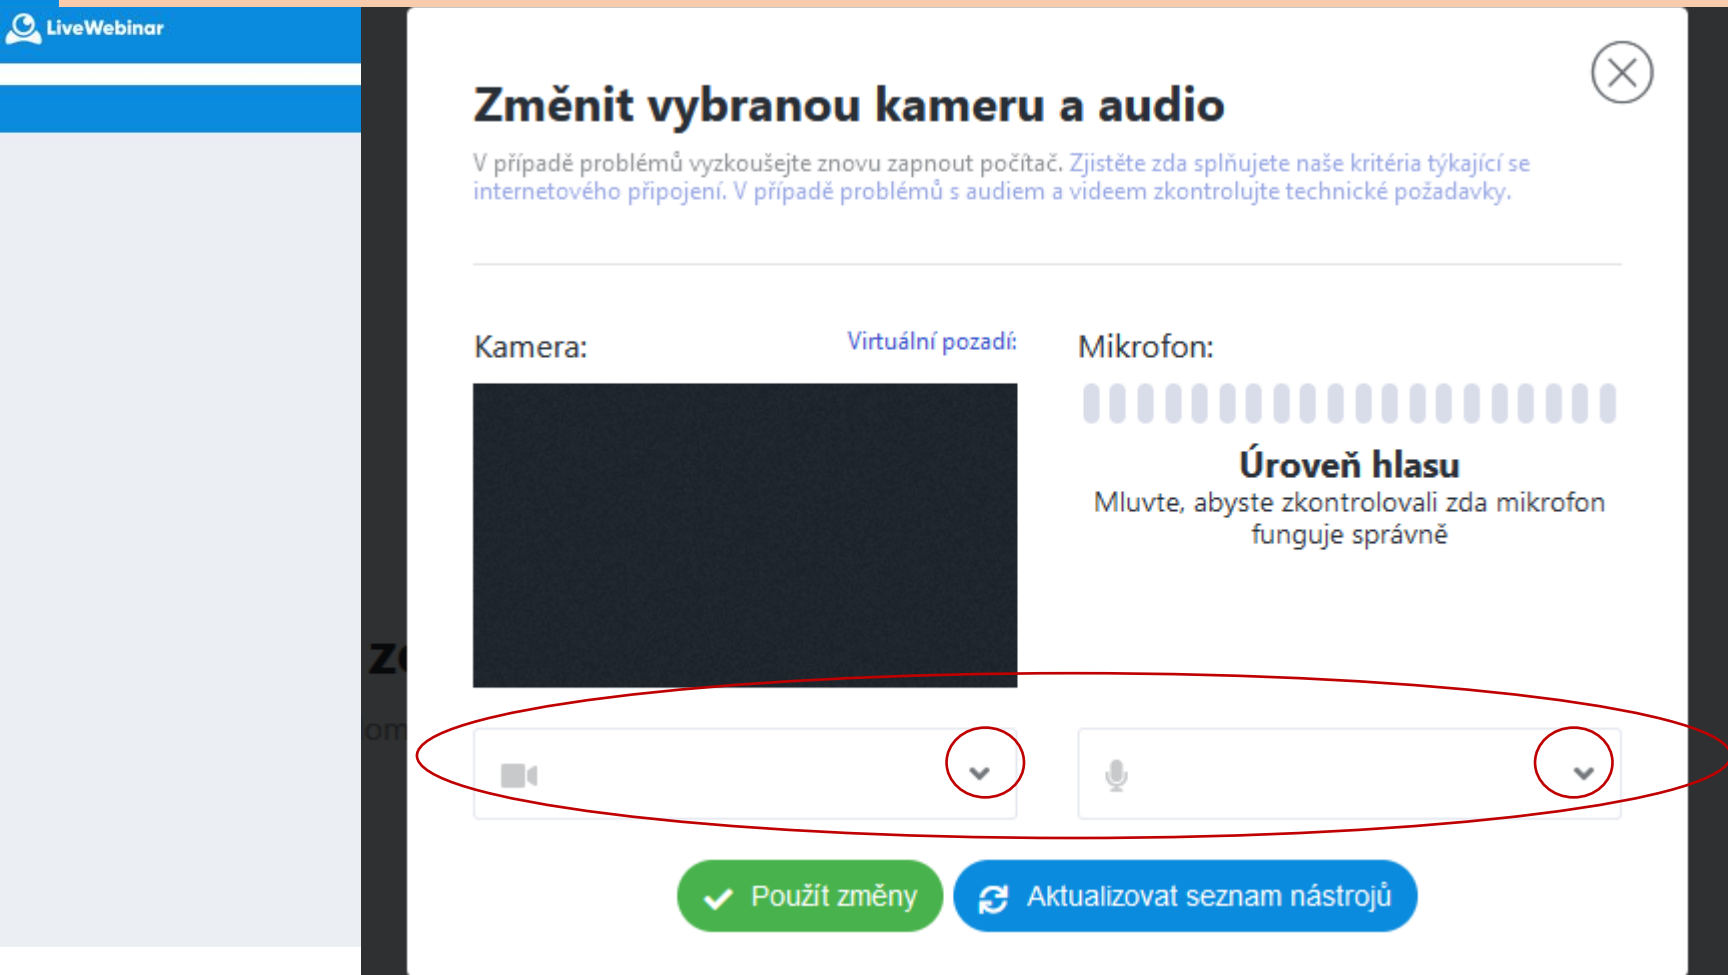 LiveWebinar
Změnit vybranou kameru a audio
V případě problémů vyzkoušejte znovu zapnout počítač. Zjistěte zda splňujete naše kritéria týkající se
internetového připojení. V případě problémů s audiem a videem zkontrolujte technické požadavky.
Kamera:
Virtuální pozadí:
Mikrofon:
Úroveň hlasu
Mluvte, abyste zkontrolovali zda mikrofon
funguje správně
Použít změny
Aktualizovat seznam nástrojů